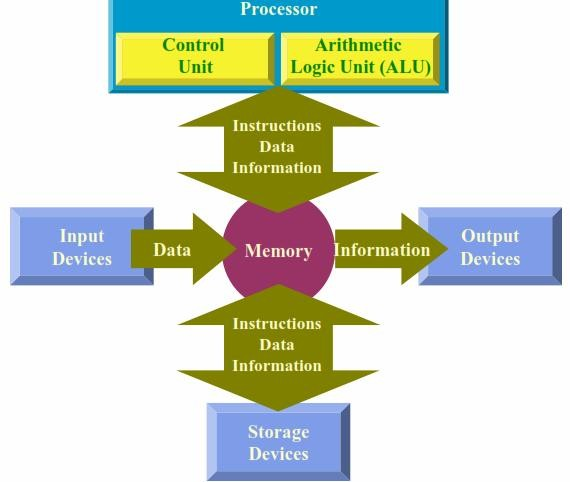 Processor
Control
Unit
Arithmetic
Logic Unit (ALU)
Instructions
Data
Information
Input
Devices
Data
Memory
Information
Output
Devices
Instructions
Data
Information
Storage
Devices